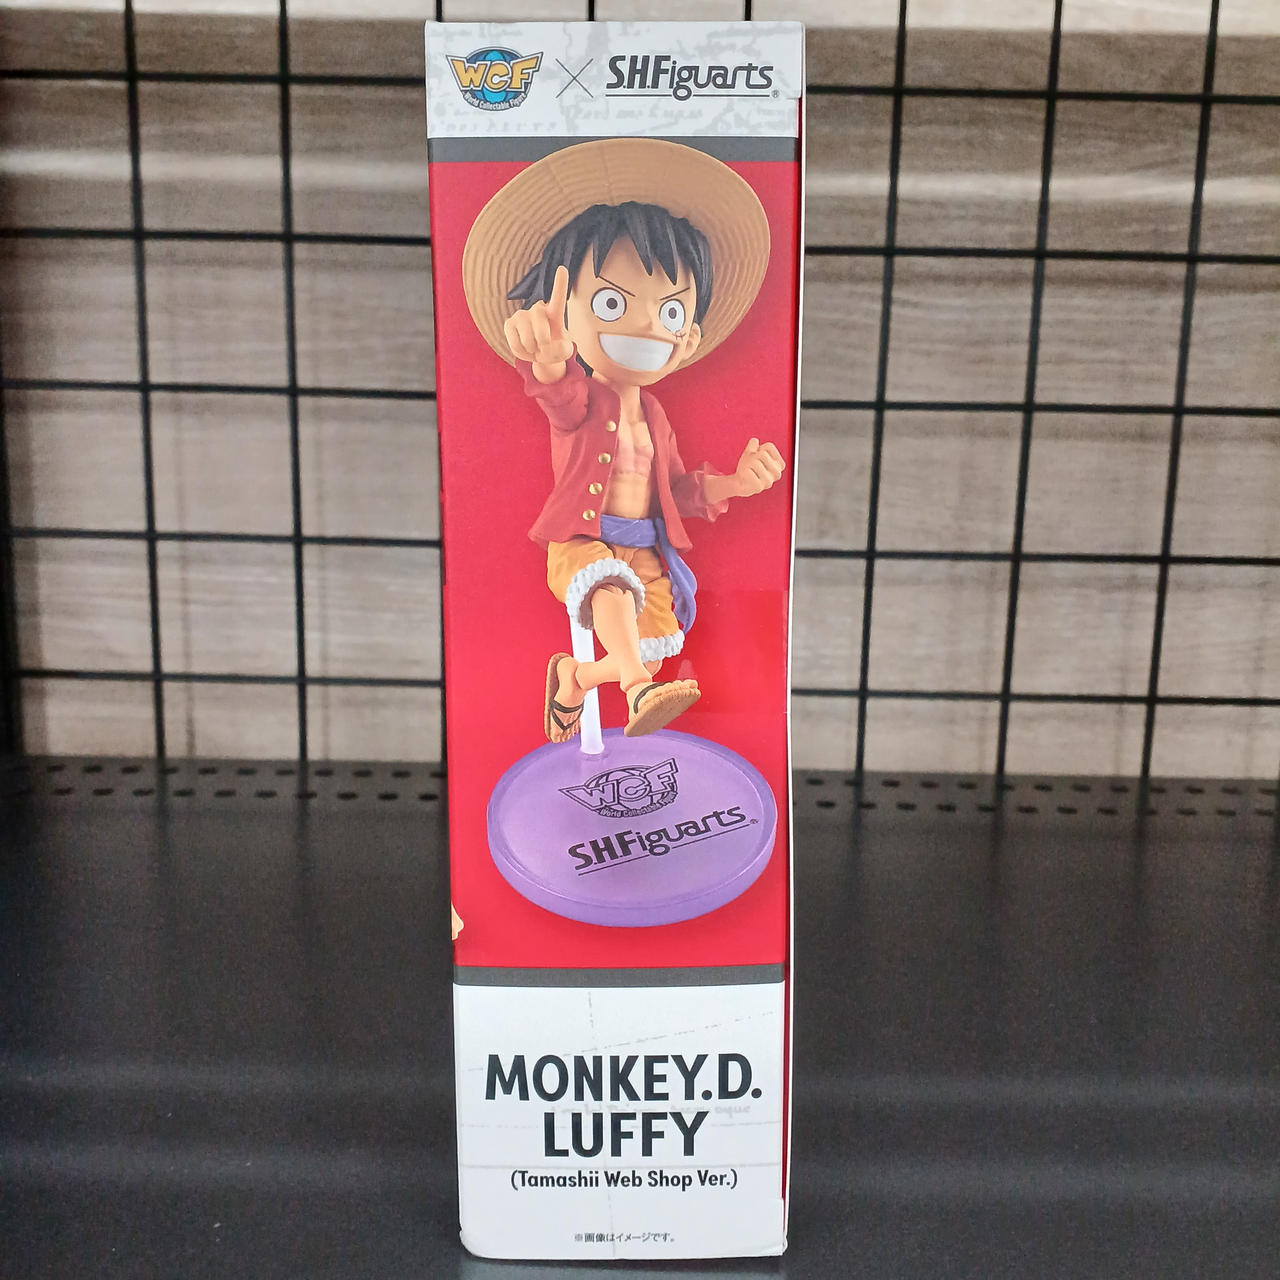 WCF
World Collectable Figure
×
S.H.Figuarts®
WCF
World Collectable Figure
S.H.Figuarts®
MONKEY.D.
LUFFY
(Tamashii Web Shop Ver.)
※画像はイメージです。